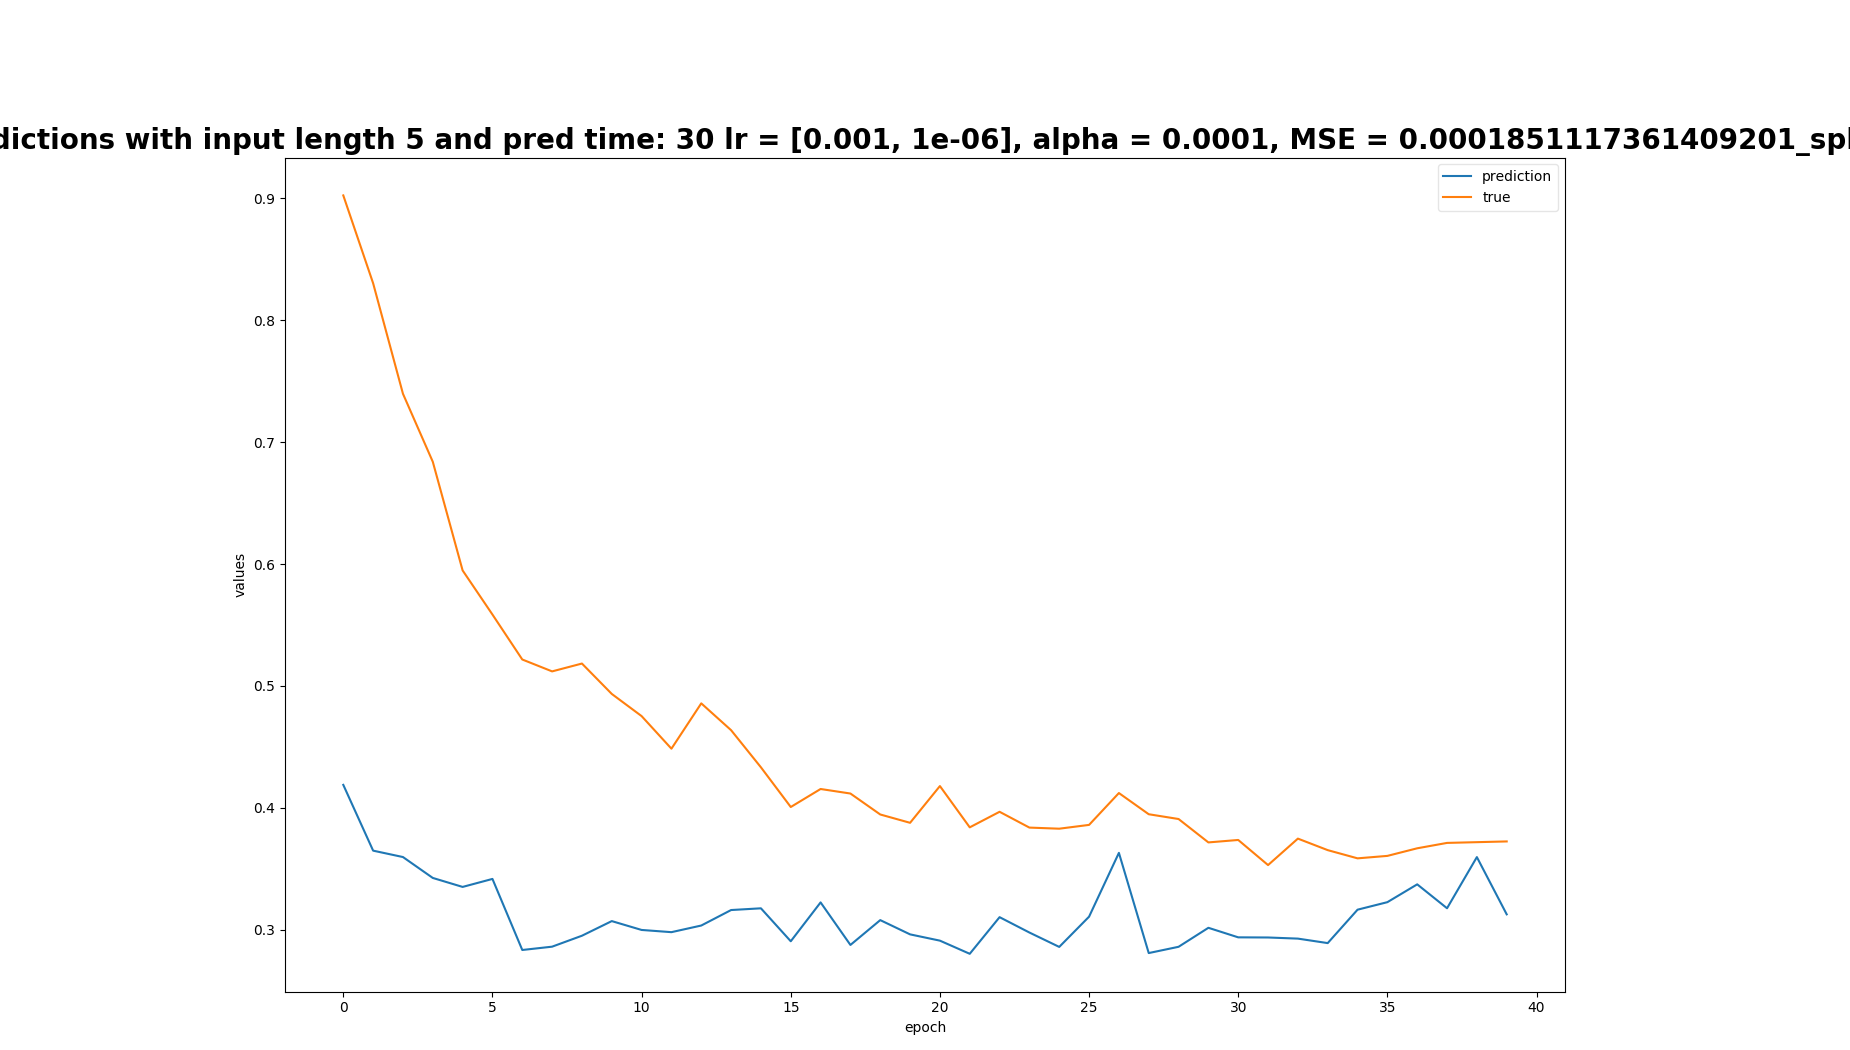 dictions with input length 5 and pred time: 30 lr = [0.001, 1e-06], alpha = 0.0001, MSE = 0.0001851117361409201_spl
prediction
true
0.9
0.8
0.7
0.6
0.5
0.4
0.3
values
0 5 10 15 20 25 30 35 40
epoch